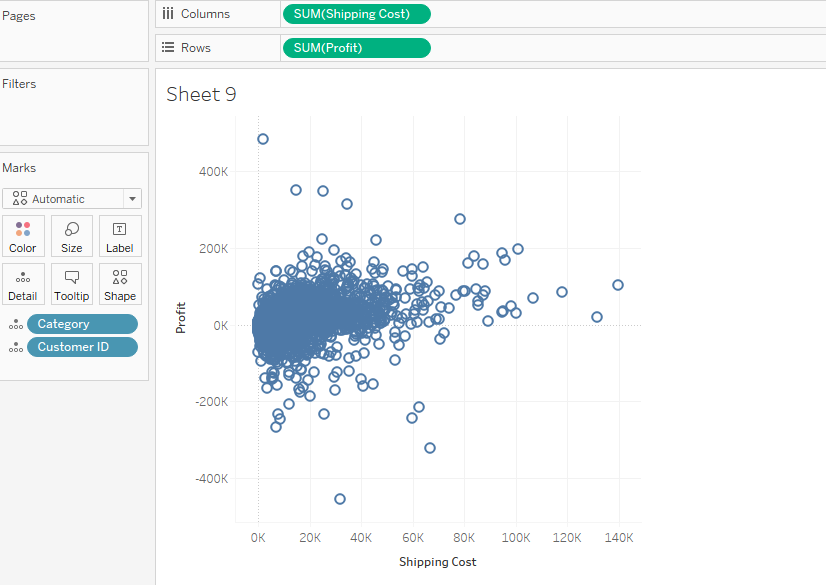 Pages
Columns
SUM(Shipping Cost)
Rows
SUM(Profit)
Filters
Marks
Automatic
Color
Size
Label
Detail
Tooltip
Shape
Category
Customer ID
Sheet 9
Profit
400K
200K
0K
-200K
-400K
0K 20K 40K 60K 80K 100K 120K 140K
Shipping Cost